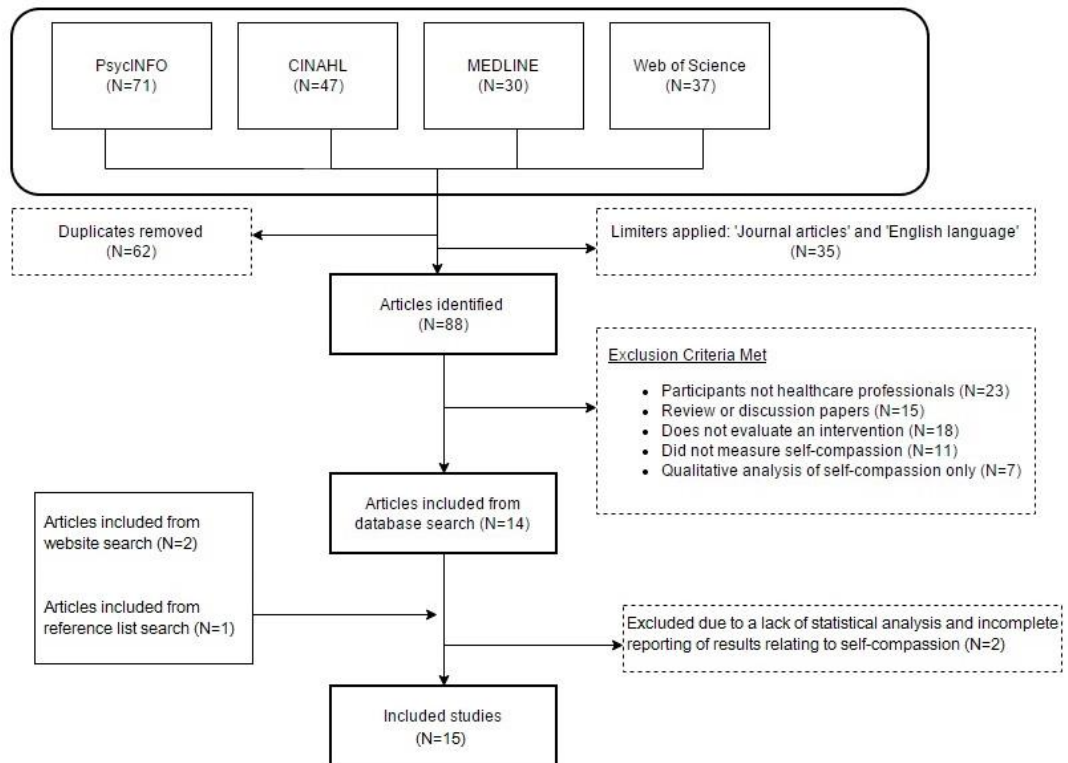 PsycINFO
(N=71)
CINAHL
(N=47)
MEDLINE
(N=30)
Web of Science
(N=37)
Duplicates removed
(N=62)
Limiters applied: 'Journal articles' and 'English language'
(N=35)
Articles identified
(N=88)
Exclusion Criteria Met
• Participants not healthcare professionals (N=23)
• Review or discussion papers (N=15)
• Does not evaluate an intervention (N=18)
• Did not measure self-compassion (N=11)
• Qualitative analysis of self-compassion only (N=7)
Articles included from
database search (N=14)
Articles included from
website search (N=2)
Articles included from
reference list search (N=1)
Excluded due to a lack of statistical analysis and incomplete
reporting of results relating to self-compassion (N=2)
Included studies
(N=15)